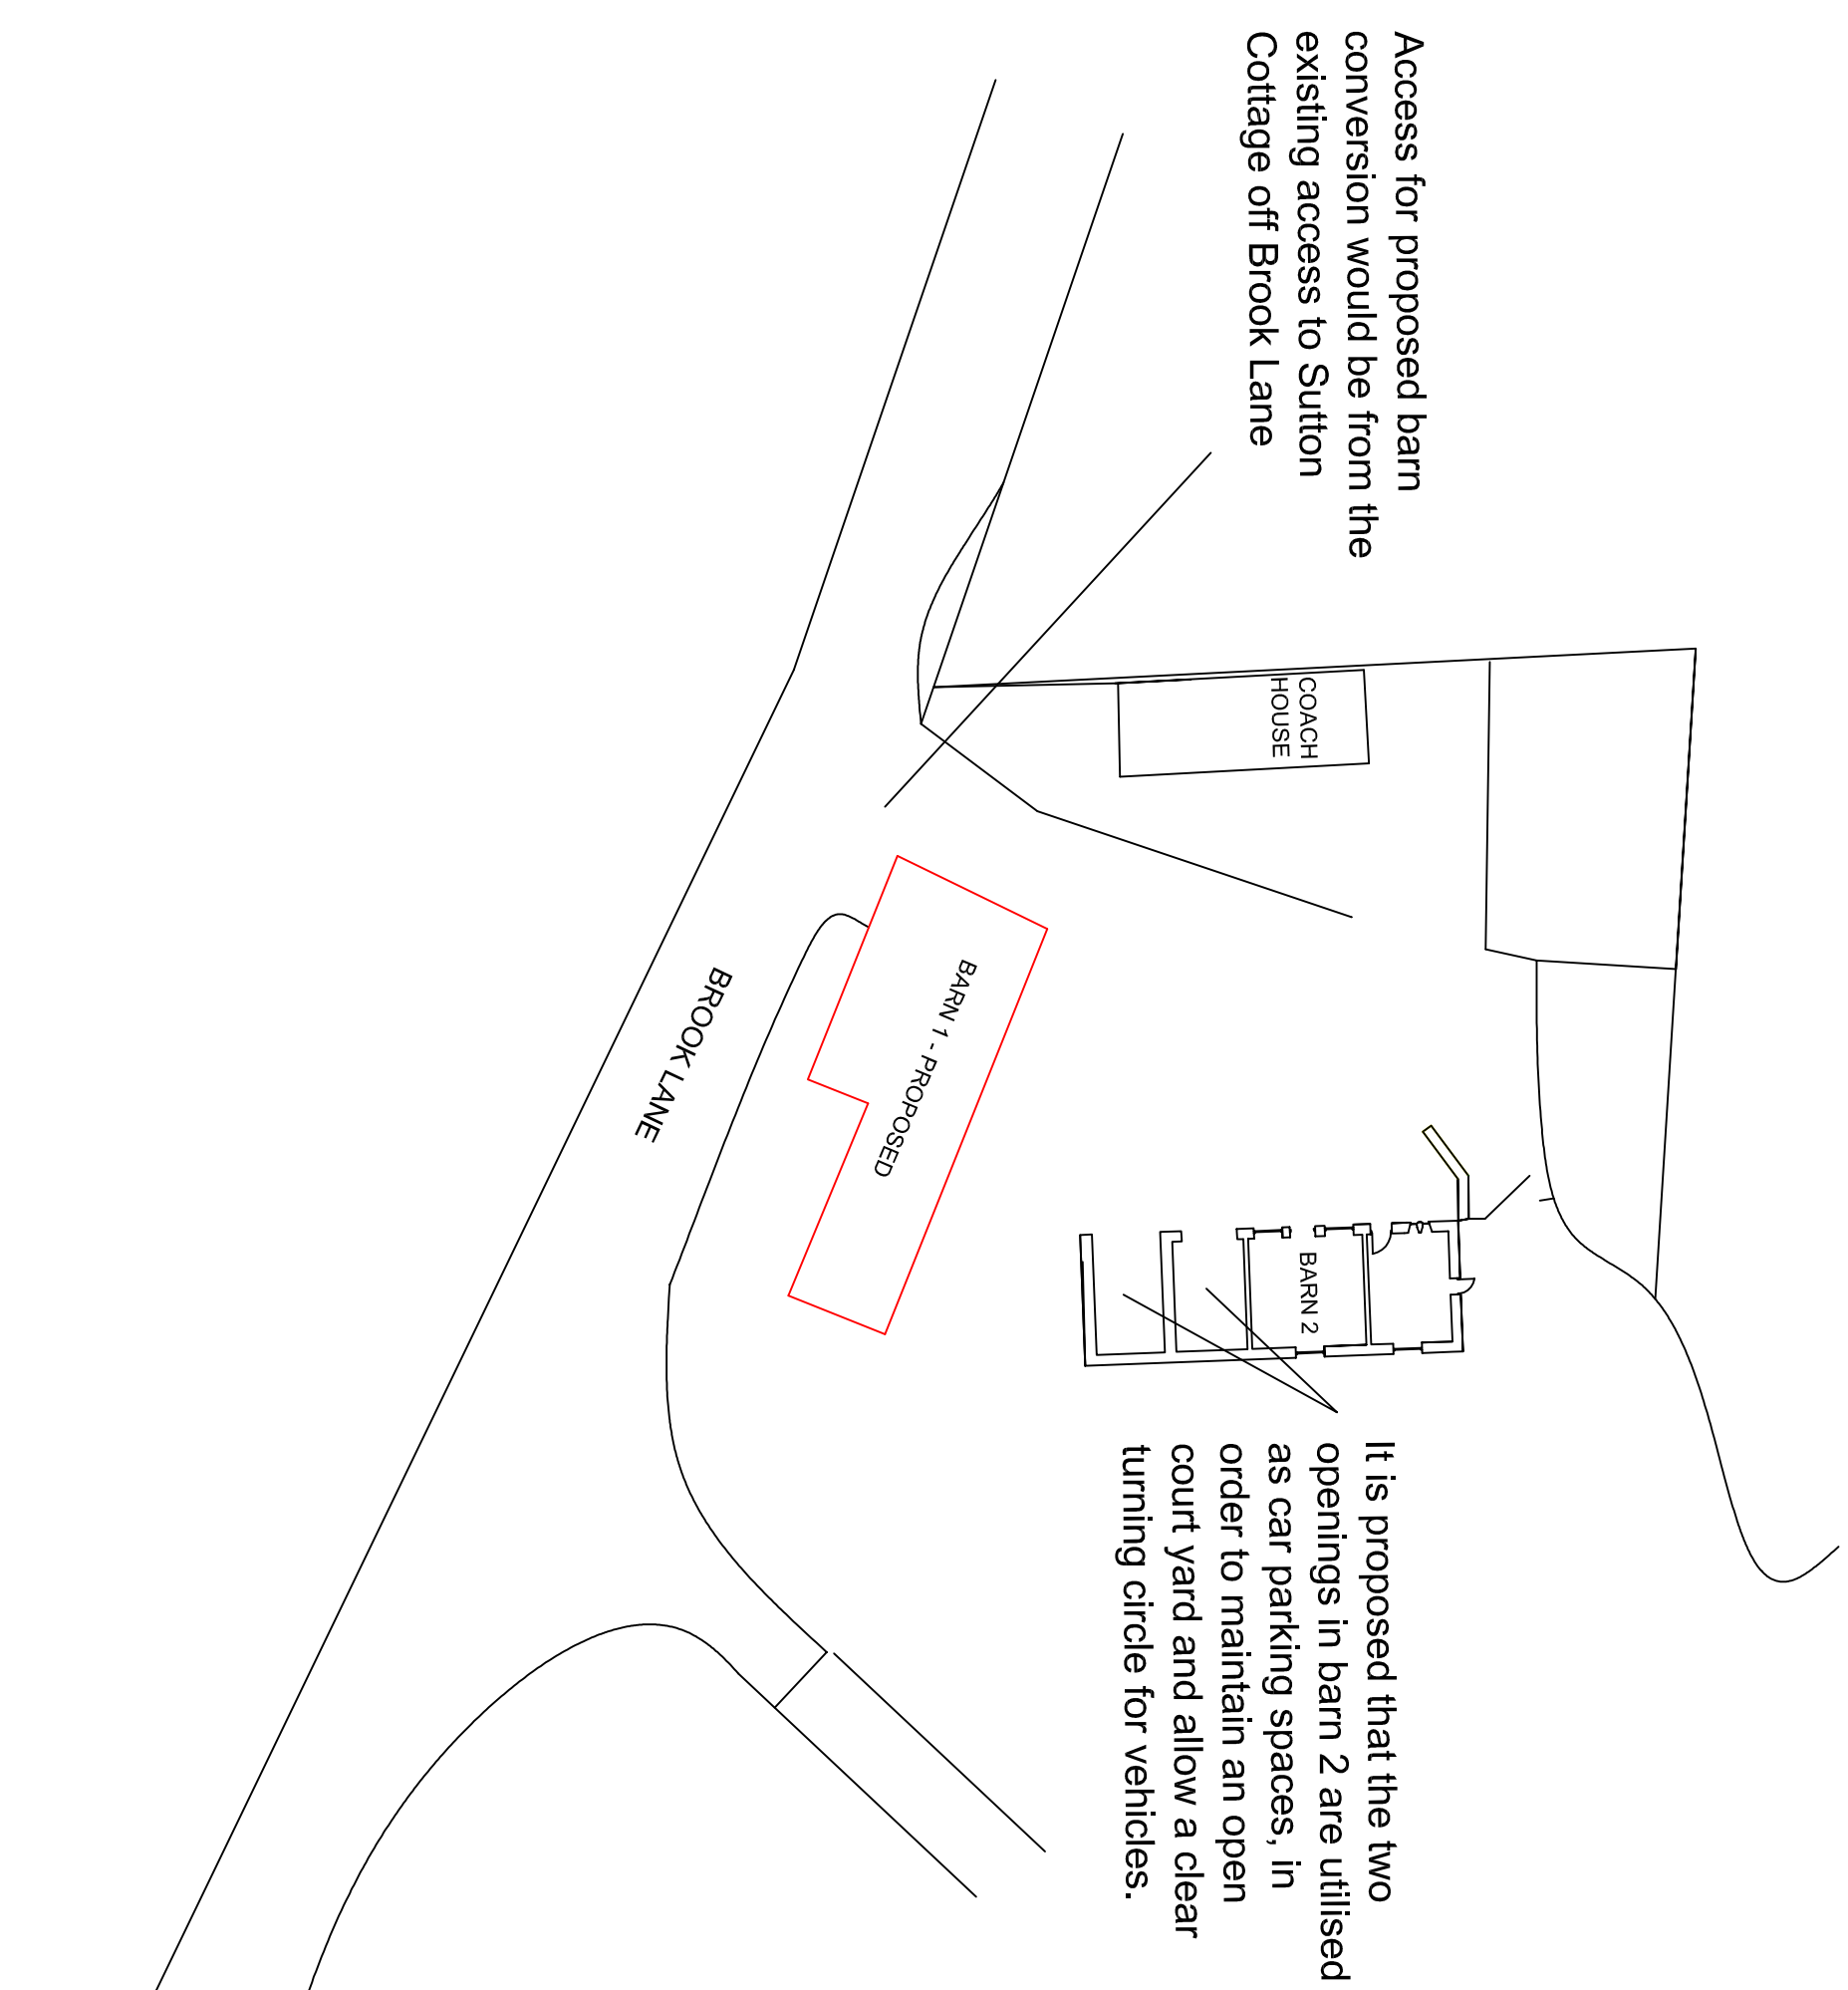 Access for proposed barn
conversion would be from the
existing access to Sutton
Cottage off Brook Lane
COACH
HOUSE
BROOK LANE
BARN 1 - PROPOSED
BARN 2
It is proposed that the two
openings in barn 2 are utilised
as car parking spaces, in
order to maintain an open
court yard and allow a clear
turning circle for vehicles.